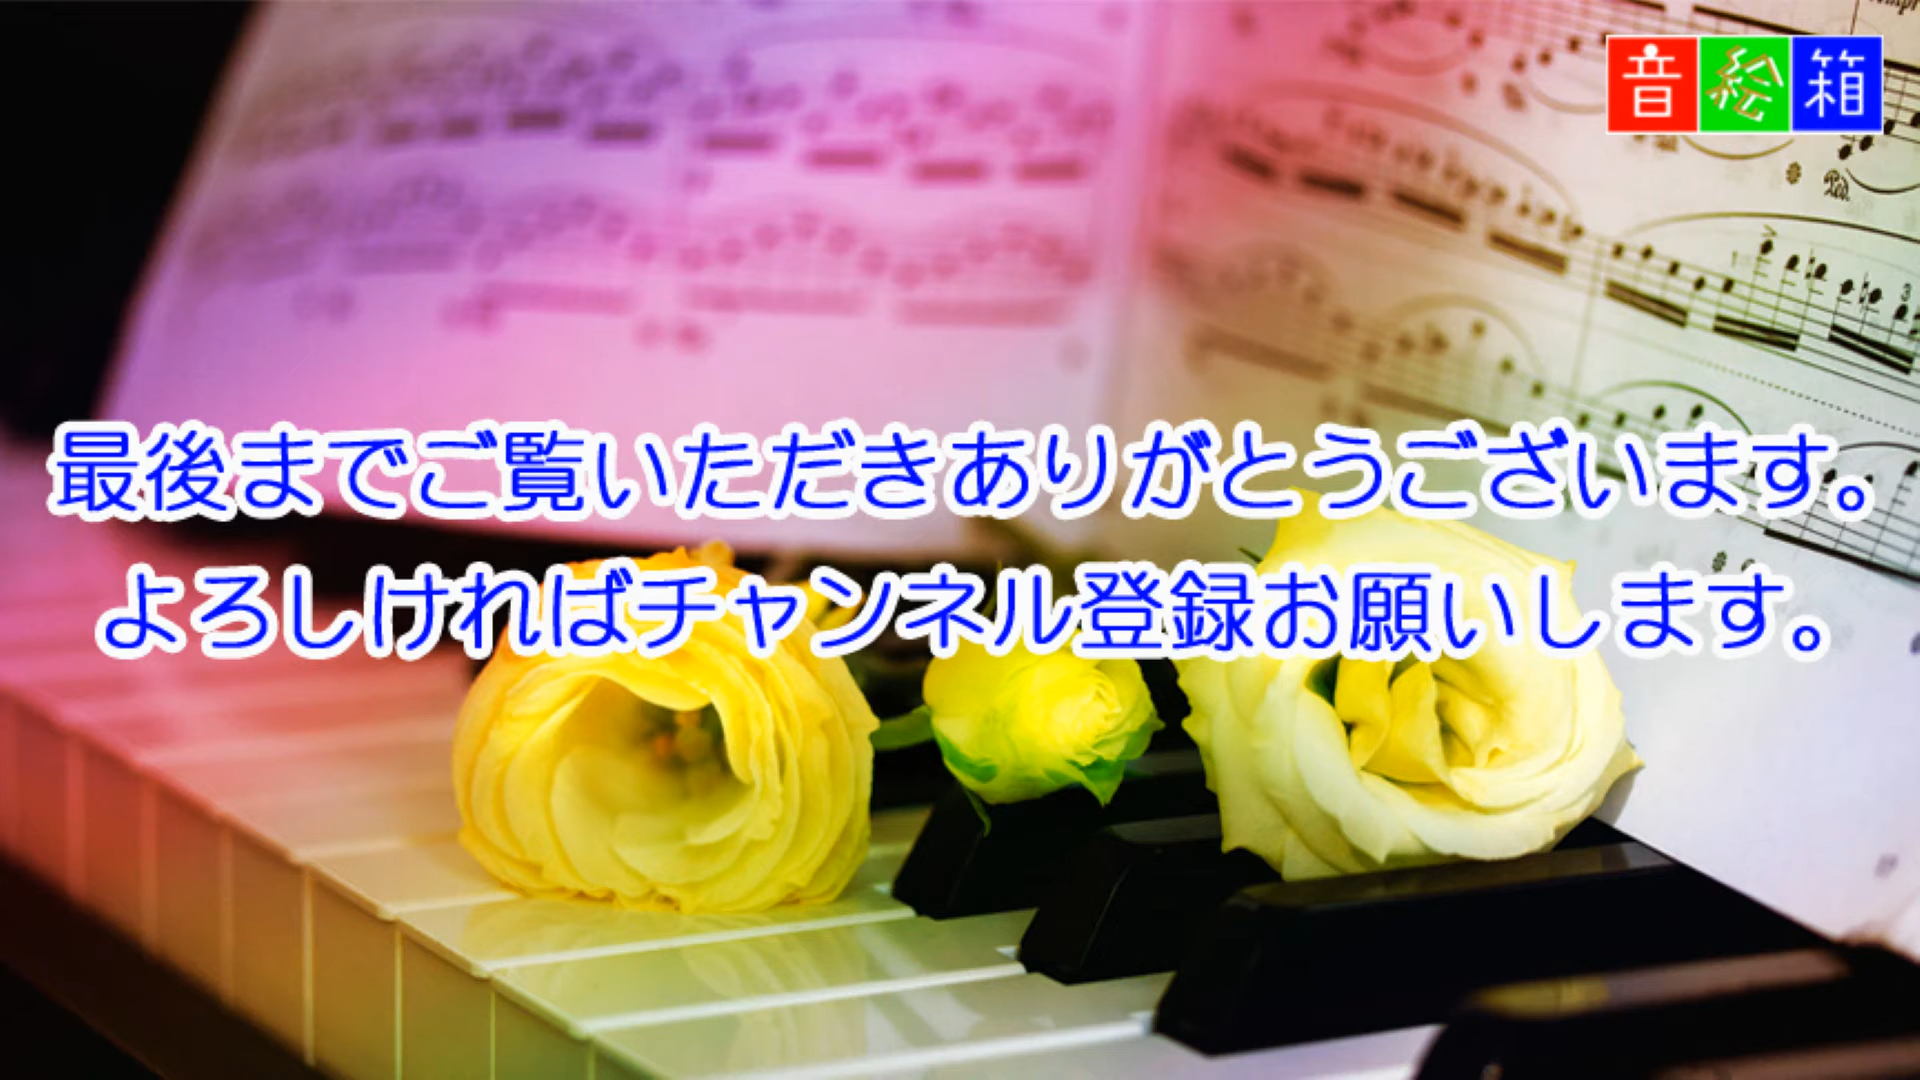 音絵箱
最後までご覧いただきありがとうございます。
よろしければチャンネル登録お願いします。